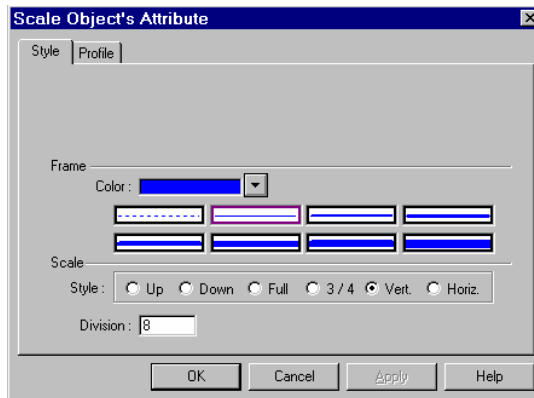 Scale Object's Attribute
Style Profile
Frame
Color :
Scale
Style : Up Down Full 3 / 4 Vert. Horiz.
Division : 8
OK Cancel Apply Help